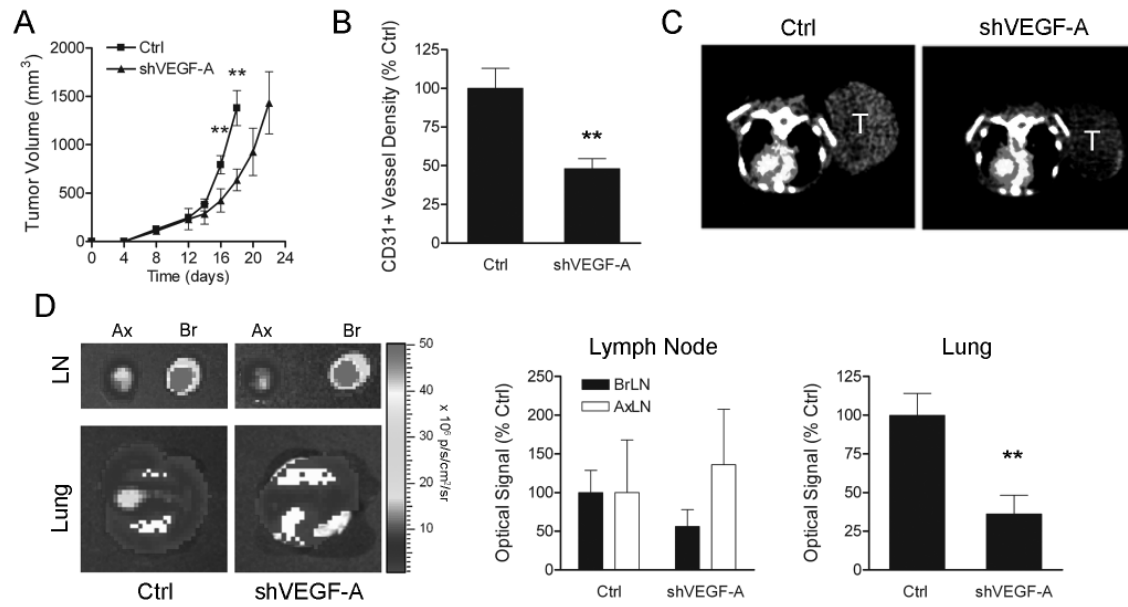 A
Tumor Volume (mm³)
2000
1500
1000
500
0
Ctrl
shVEGF-A
**
**
0 4 8 12 16 20 24
Time (days)
B
CD31+ Vessel Density (% Ctrl)
125
100
75
50
25
0
**
Ctrl shVEGF-A
C
Ctrl shVEGF-A
T T
D
Ax Br Ax Br
LN
Lung
Ctrl shVEGF-A
50
40
30
20
10
x 10⁶ p/s/cm²/sr
Lymph Node
Optical Signal (% Ctrl)
250
200
150
100
50
0
BrLN
AxLN
Ctrl shVEGF-A
Lung
Optical Signal (% Ctrl)
125
100
75
50
25
0
**
Ctrl shVEGF-A